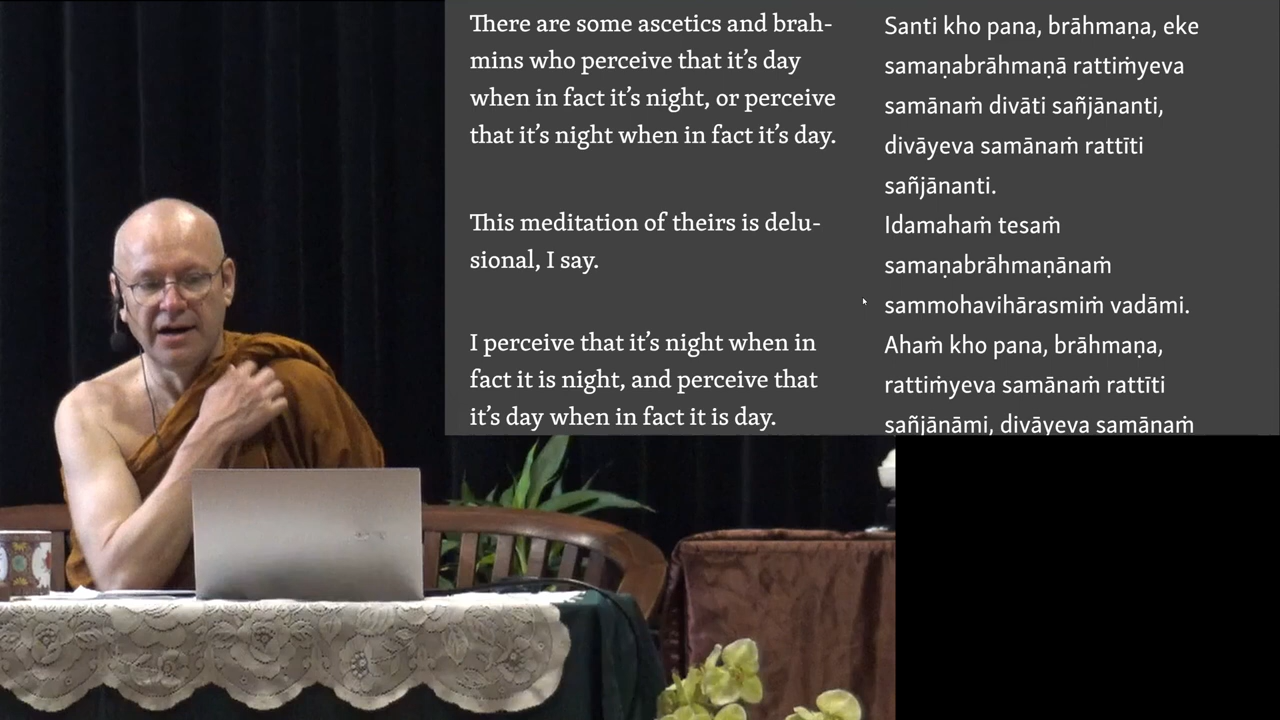 There are some ascetics and brah-
mins who perceive that it’s day
when in fact it’s night, or perceive
that it’s night when in fact it’s day.
This meditation of theirs is delu-
sional, I say.
I perceive that it’s night when in
fact it is night, and perceive that
it’s day when in fact it is day.
Santi kho pana, brāhmaṇa, eke
samaṇabrāhmaṇā rattiṁyeva
samānaṁ divāti sañjānanti,
divāyeva samānaṁ rattīti
sañjānanti.
Idamahaṁ tesaṁ
samaṇabrāhmaṇānaṁ
sammohavihārasmiṁ vadāmi.
Ahaṁ kho pana, brāhmaṇa,
rattiṁyeva samānaṁ rattīti
sañjānāmi, divāyeva samānaṁ